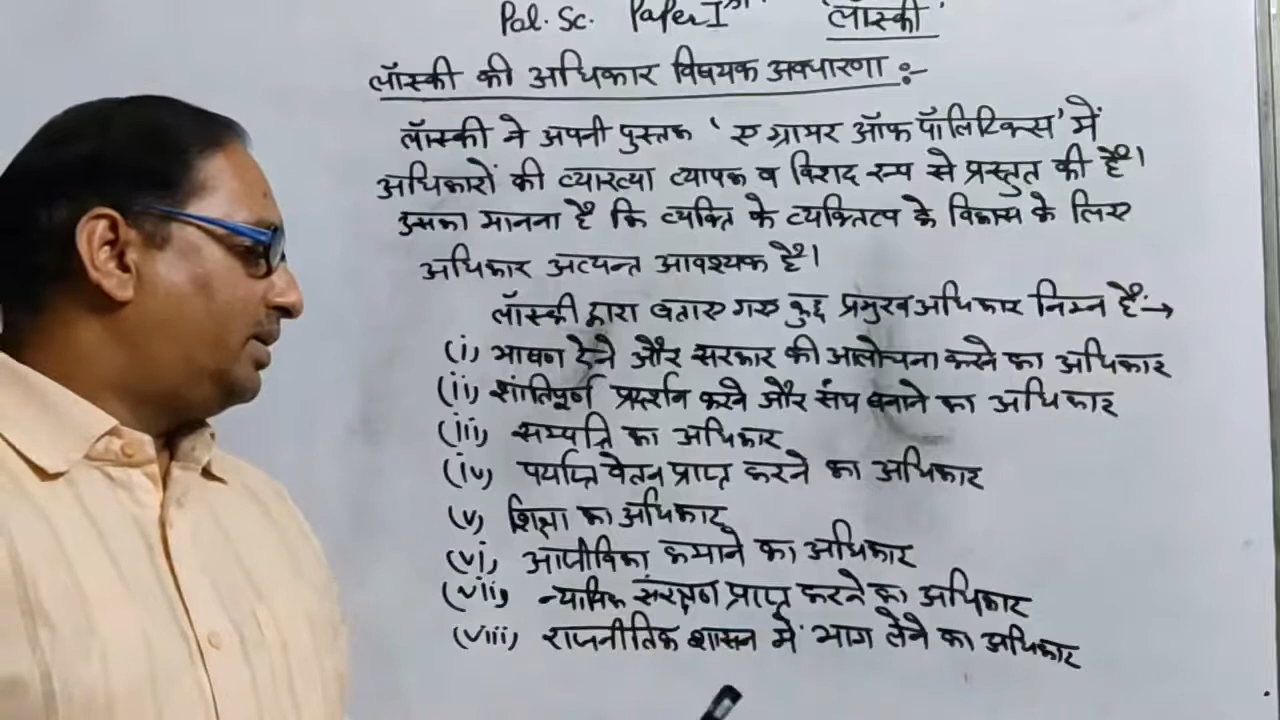 Pol. Sc. Paper Ist 'लॉस्की'
लॉस्की की अधिकार विषयक अवधारणा :-
लॉस्की ने अपनी पुस्तक 'ए ग्रामर ऑफ पॉलिटिक्स' में
अधिकारों की व्याख्या व्यापक व विशद रूप से प्रस्तुत की है।
उसका मानना है कि व्यक्ति के व्यक्तित्व के विकास के लिए
अधिकार अत्यन्त आवश्यक है।
लॉस्की द्वारा बताए गए कुछ प्रमुख अधिकार निम्न हैं:→
(i) भाषण देने और सरकार की आलोचना करने का अधिकार
(ii) शांतिपूर्ण प्रदर्शन करने और संघ बनाने का अधिकार
(iii) सम्पत्ति का अधिकार
(iv) पर्याप्त वेतन प्राप्त करने का अधिकार
(v) शिक्षा का अधिकार
(vi) आजीविका कमाने का अधिकार
(vii) न्यायिक संरक्षण प्राप्त करने का अधिकार
(viii) राजनीतिक शासन में भाग लेने का अधिकार